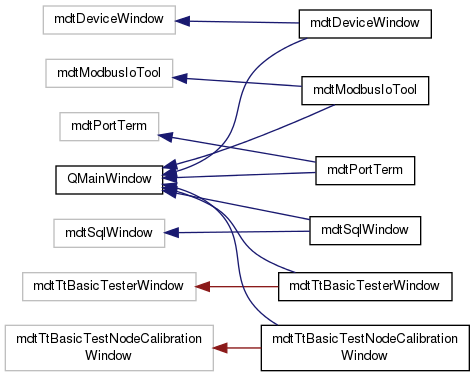 mdtDeviceWindow
mdtDeviceWindow
mdtModbusIoTool
mdtModbusIoTool
mdtPortTerm
mdtPortTerm
QMainWindow
mdtSqlWindow
mdtSqlWindow
mdtTtBasicTesterWindow
mdtTtBasicTesterWindow
mdtTtBasicTestNodeCalibration
Window
mdtTtBasicTestNodeCalibration
Window